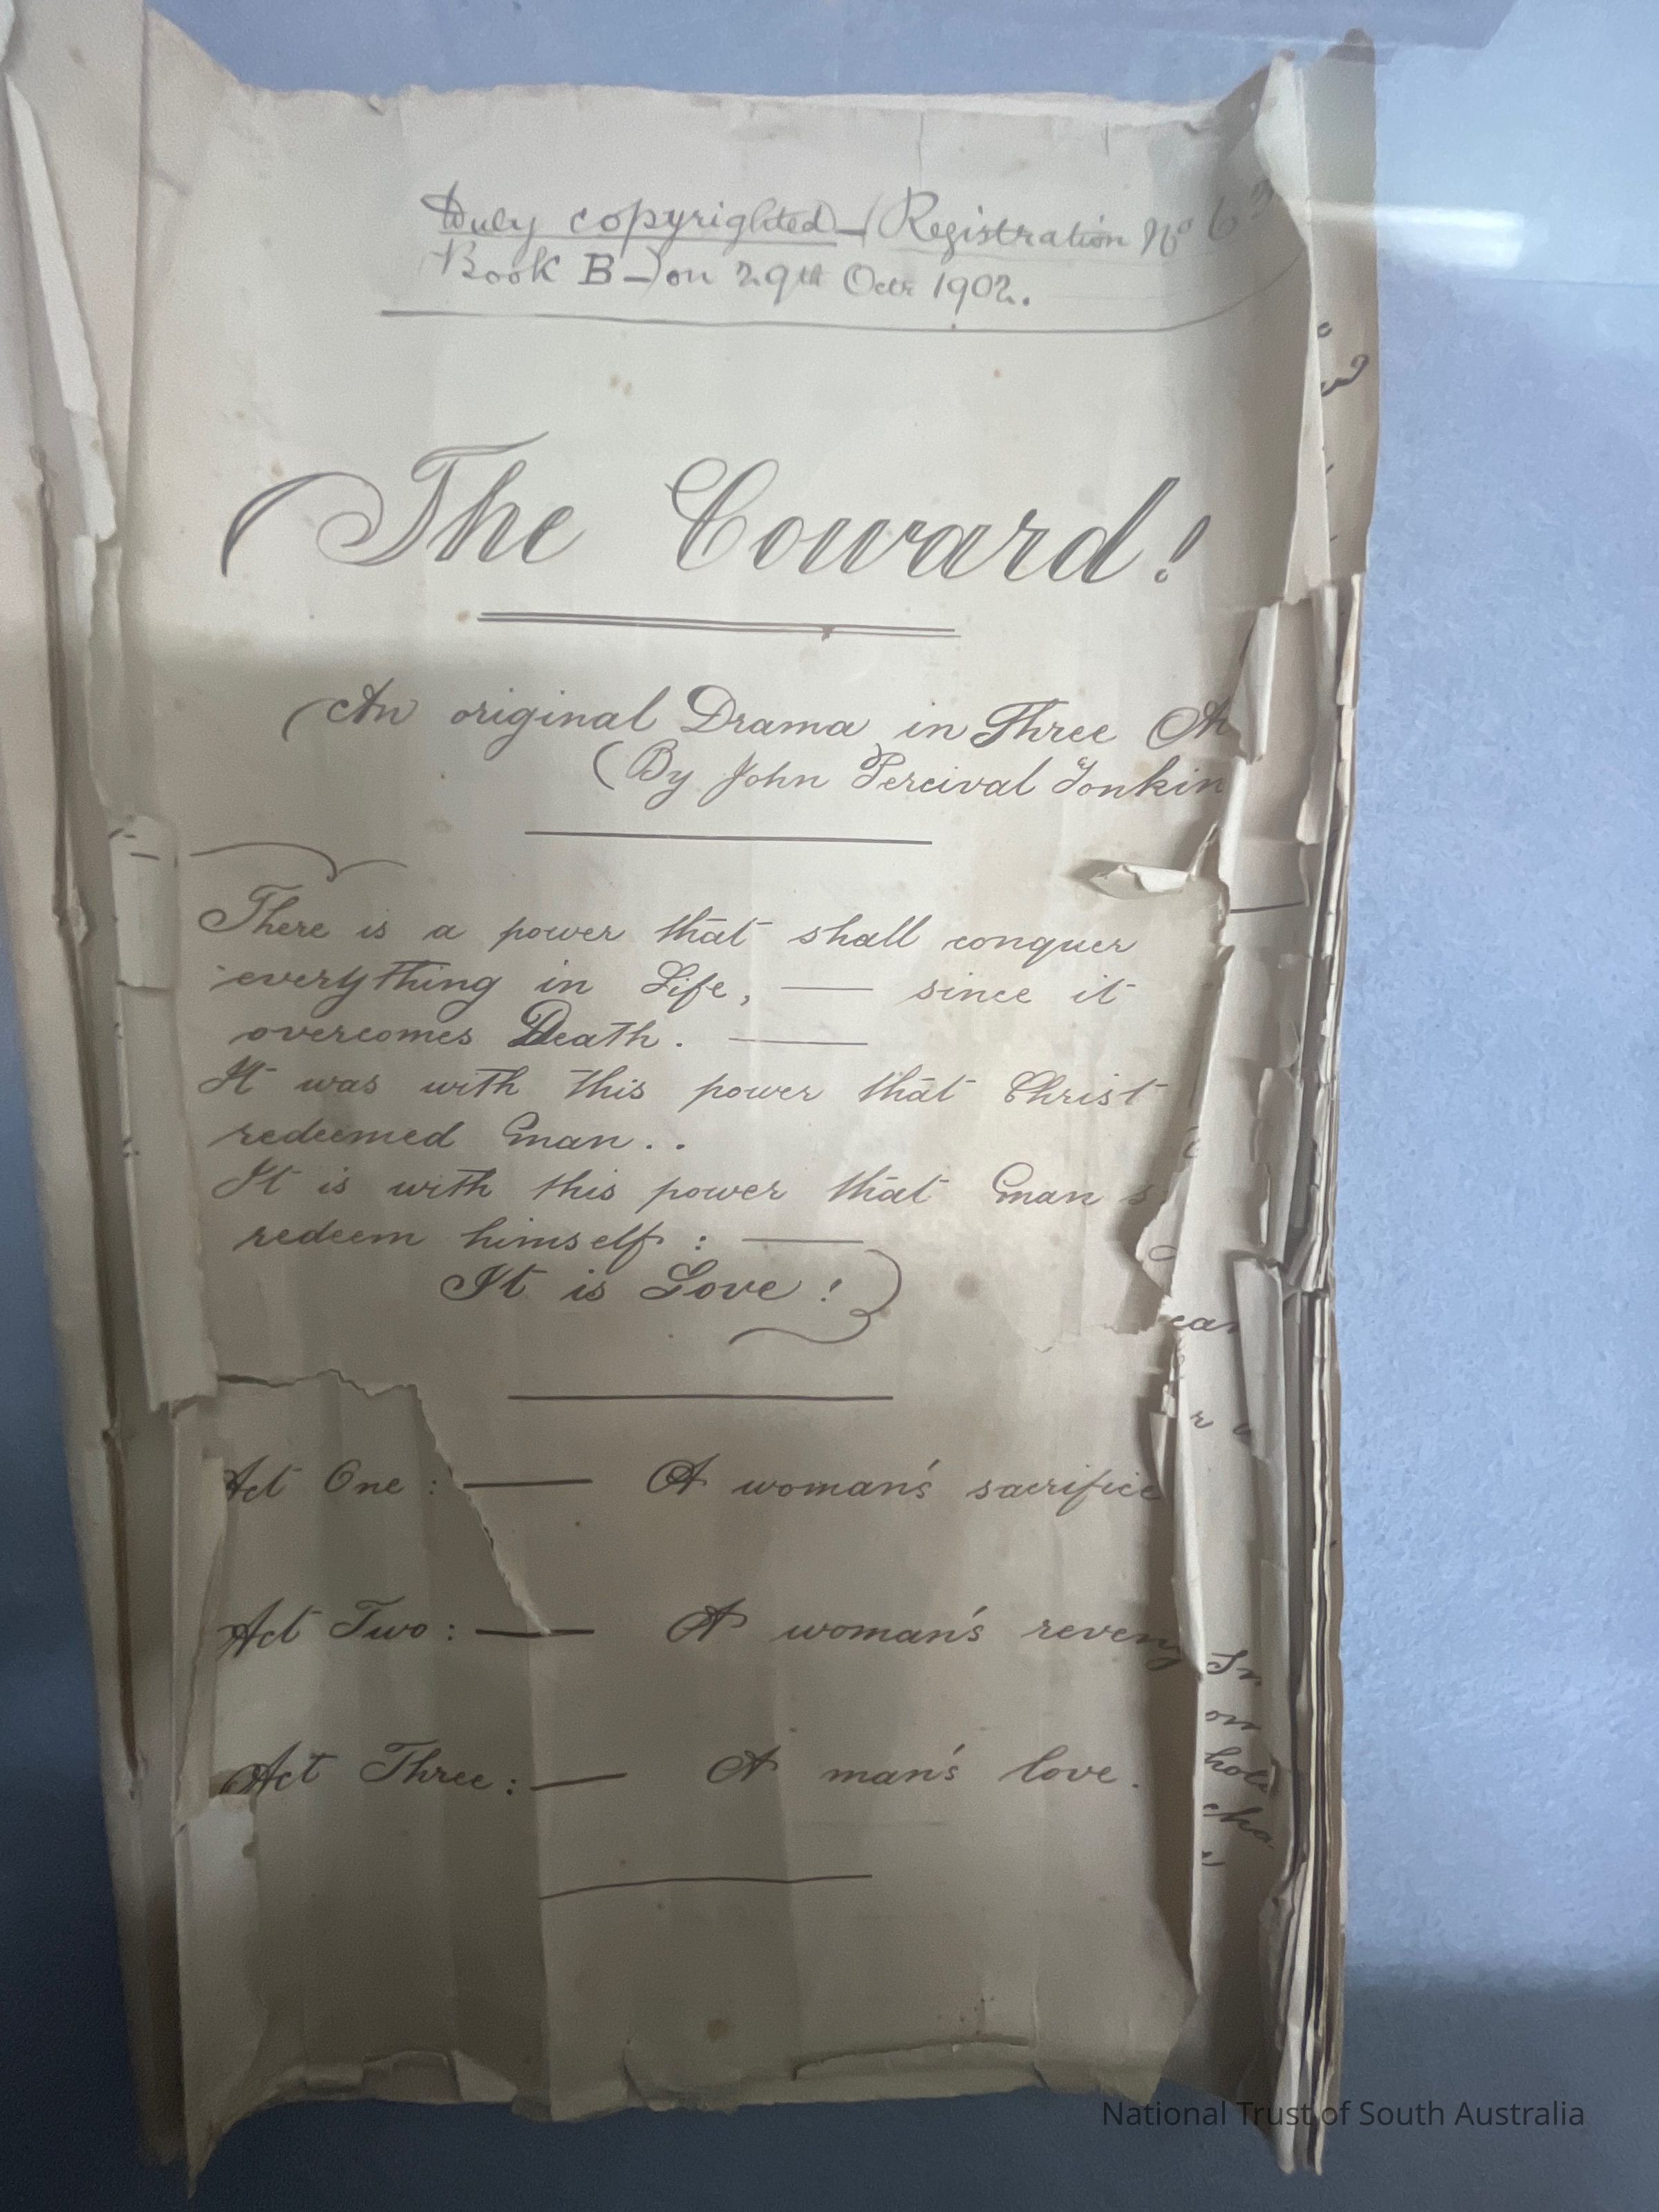 Duly copyrighted — (Registration No 6
Book B —) on 29th Octr 1902.
The Coward!
An original Drama in Three
(By John Percival Tonkin
There is a power that shall conquer
everything in Life, — since it
overcomes Death. —
It was with this power that Christ
redeemed Man..
It is with this power that Man
redeem himself : —
It is Love!
Act One : — A woman's sacrifice
Act Two : — A woman's reveng
Act Three : — A man's love.
National Trust of South Australia